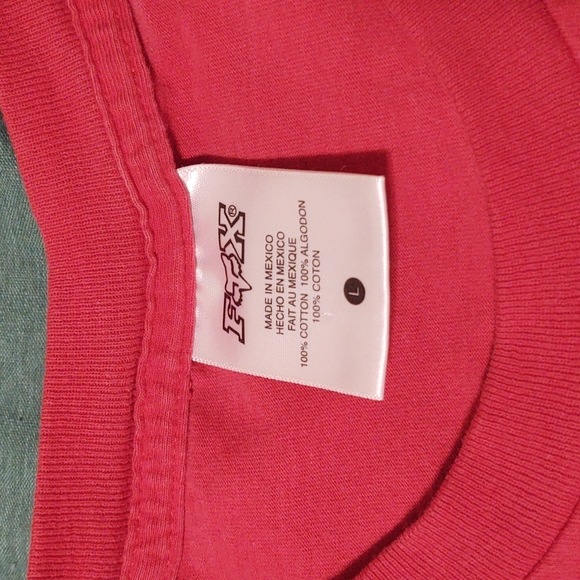 FOX®
MADE IN MEXICO
HECHO EN MEXICO
FAIT AU MEXIQUE
100% COTTON 100% ALGODON
100% COTON
L